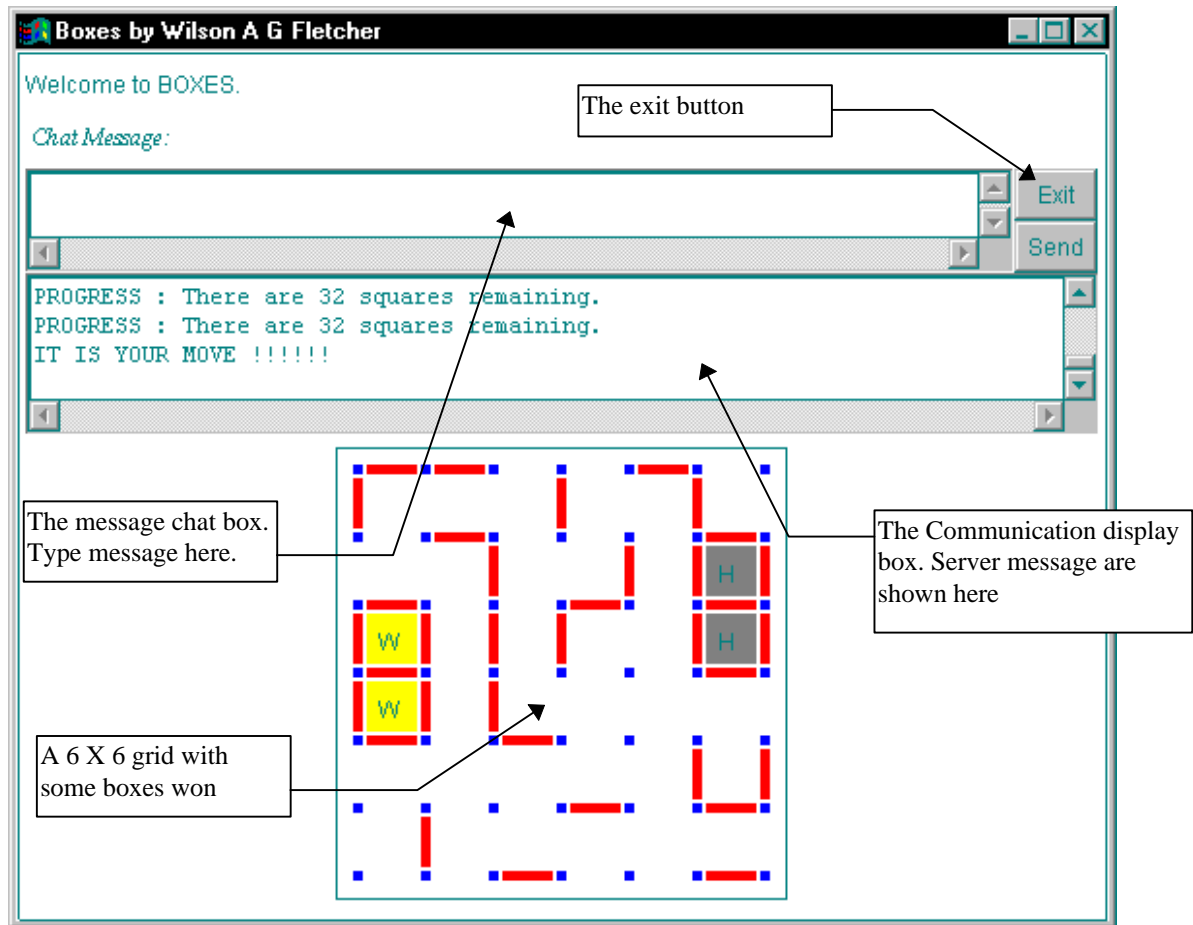 Boxes by Wilson A G Fletcher
Welcome to BOXES.
The exit button
Chat Message:
Exit
Send
PROGRESS : There are 32 squares remaining.
PROGRESS : There are 32 squares remaining.
IT IS YOUR MOVE !!!!!!
The message chat box.
Type message here.
The Communication display
box. Server message are
shown here
H
W
H
W
A 6 X 6 grid with
some boxes won